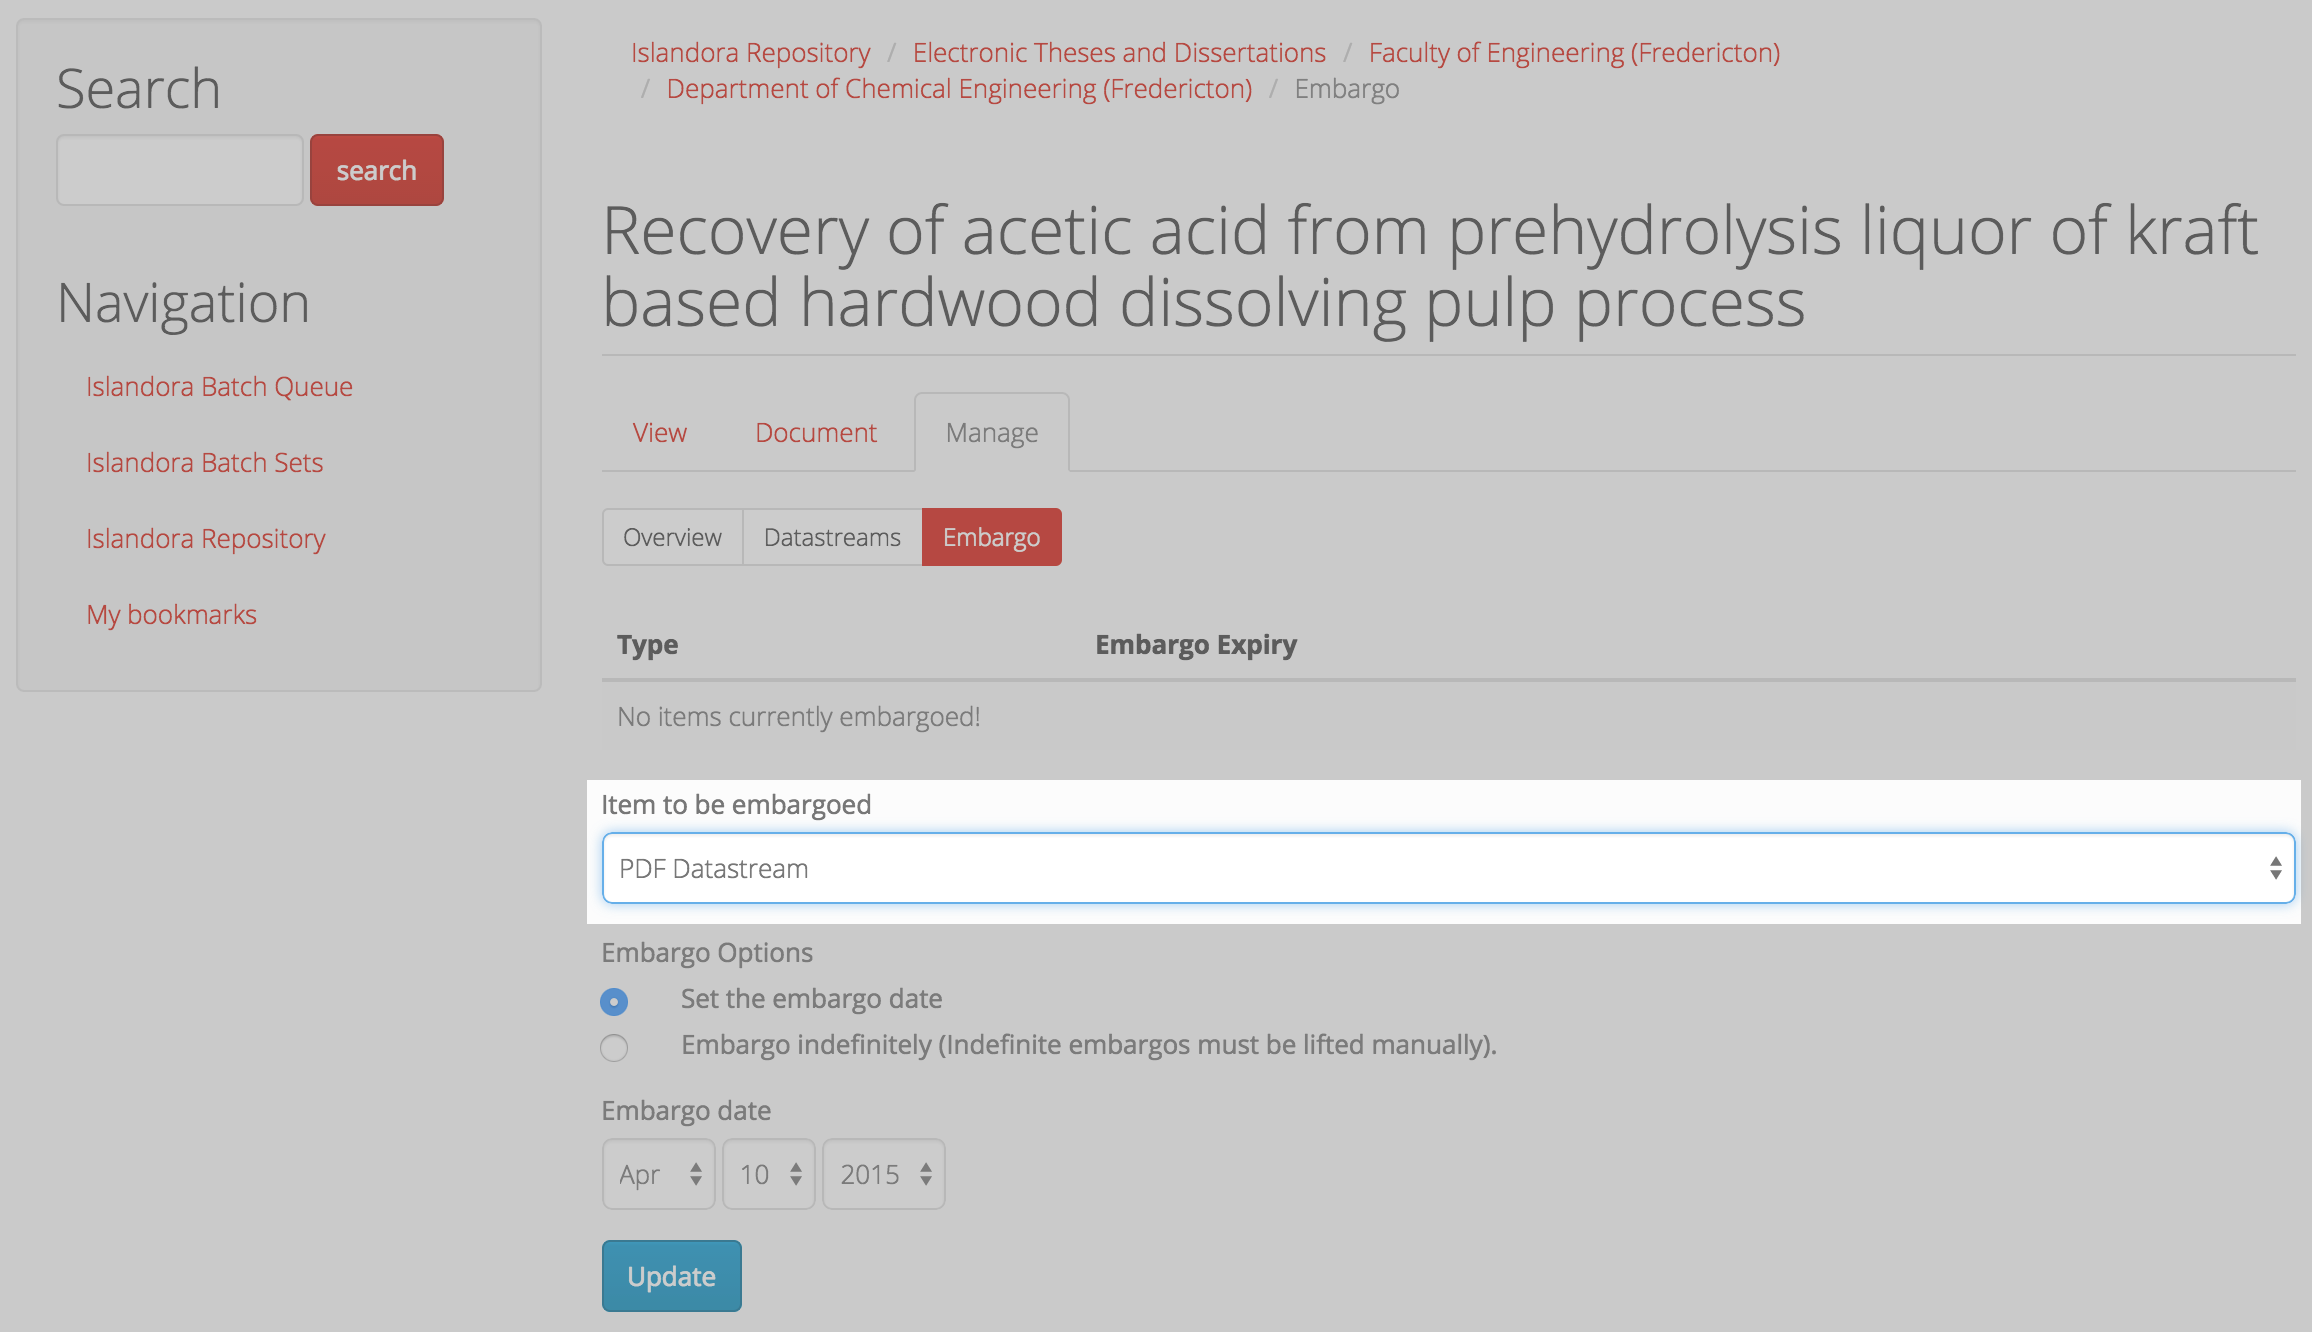 Search
search
Navigation
Islandora Batch Queue
Islandora Batch Sets
Islandora Repository
My bookmarks
Islandora Repository / Electronic Theses and Dissertations / Faculty of Engineering (Fredericton)
/ Department of Chemical Engineering (Fredericton) / Embargo
Recovery of acetic acid from prehydrolysis liquor of kraft
based hardwood dissolving pulp process
View Document Manage
Overview Datastreams Embargo
Type Embargo Expiry
No items currently embargoed!
Item to be embargoed
PDF Datastream
Embargo Options
Set the embargo date
Embargo indefinitely (Indefinite embargos must be lifted manually).
Embargo date
Apr 10 2015
Update